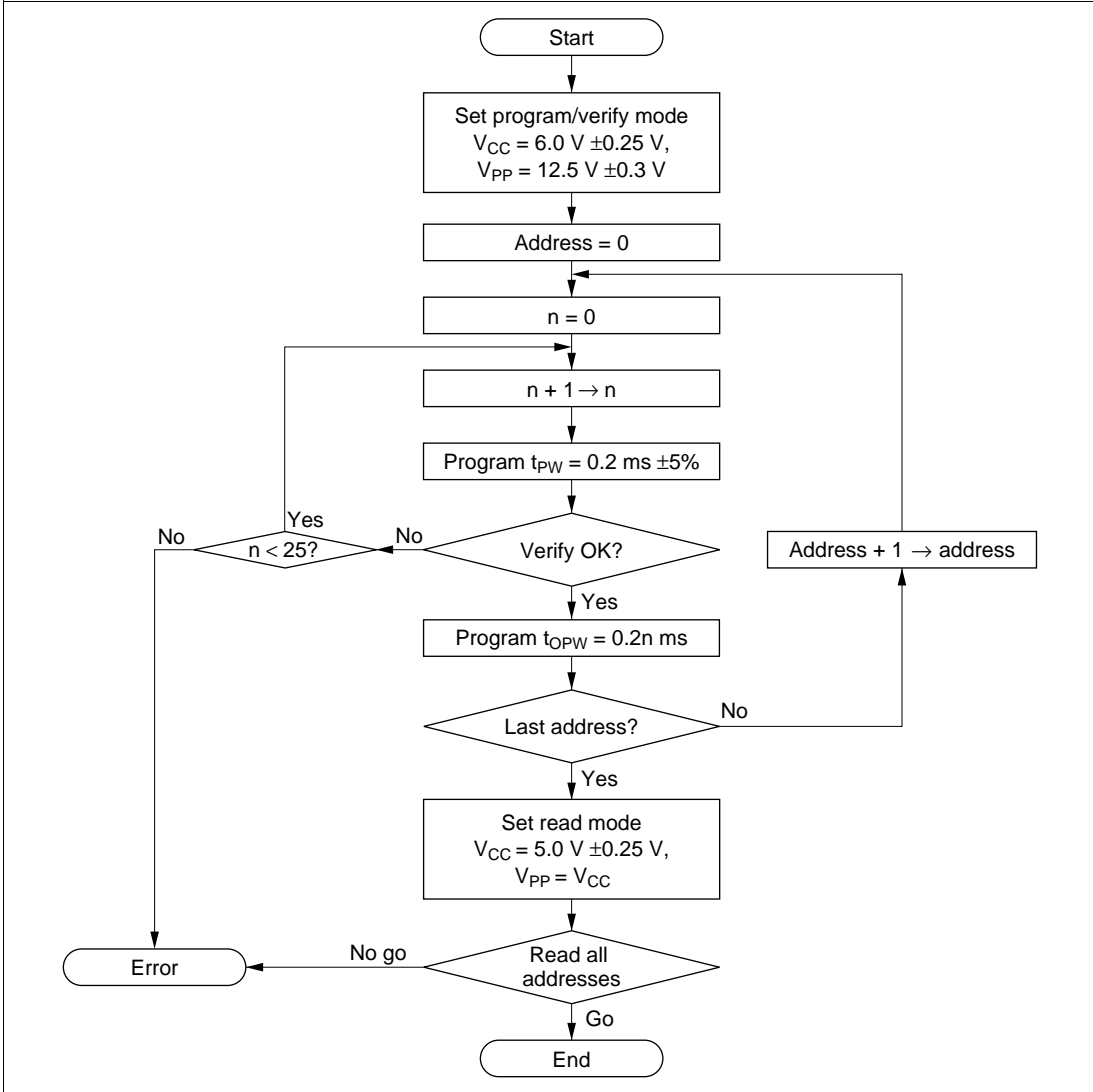 Start
Set program/verify mode
VCC = 6.0 V ±0.25 V,
VPP = 12.5 V ±0.3 V
Address = 0
n = 0
n + 1 → n
Program tPW = 0.2 ms ±5%
No
n < 25?
Yes
No
Verify OK?
Address + 1 → address
Yes
Program tOPW = 0.2n ms
Last address?
No
Yes
Set read mode
VCC = 5.0 V ±0.25 V,
VPP = VCC
Error
No go
Read all
addresses
Go
End